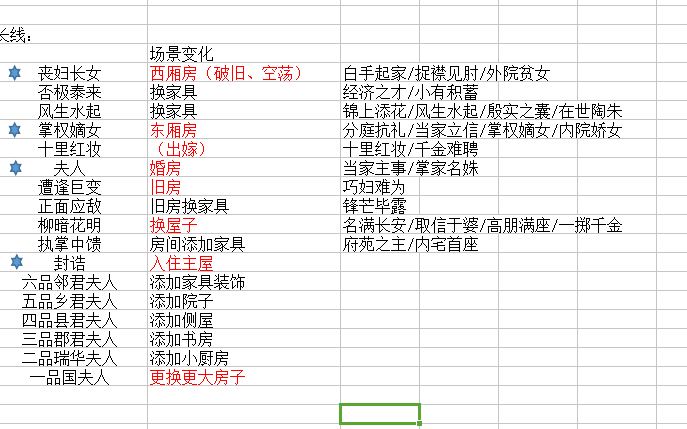 长线：
场景变化
丧妇长女 西厢房（破旧、空荡） 白手起家/捉襟见肘/外院贫女
否极泰来 换家具 经济之才/小有积蓄
风生水起 换家具 锦上添花/风生水起/殷实之囊/在世陶朱
掌权嫡女 东厢房 分庭抗礼/当家立信/掌权嫡女/内院娇女
十里红妆 （出嫁） 十里红妆/千金难聘
夫人 婚房 当家主事/掌家名姝
遭逢巨变 旧房 巧妇难为
正面应敌 旧房换家具 锋芒毕露
柳暗花明 换屋子 名满长安/取信于婆/高朋满座/一掷千金
执掌中馈 房间添加家具 府苑之主/内宅首座
封诰 入住主屋
六品邻君夫人 添加家具装饰
五品乡君夫人 添加院子
四品县君夫人 添加侧屋
三品郡君夫人 添加书房
二品瑞华夫人 添加小厨房
一品国夫人 更换更大房子